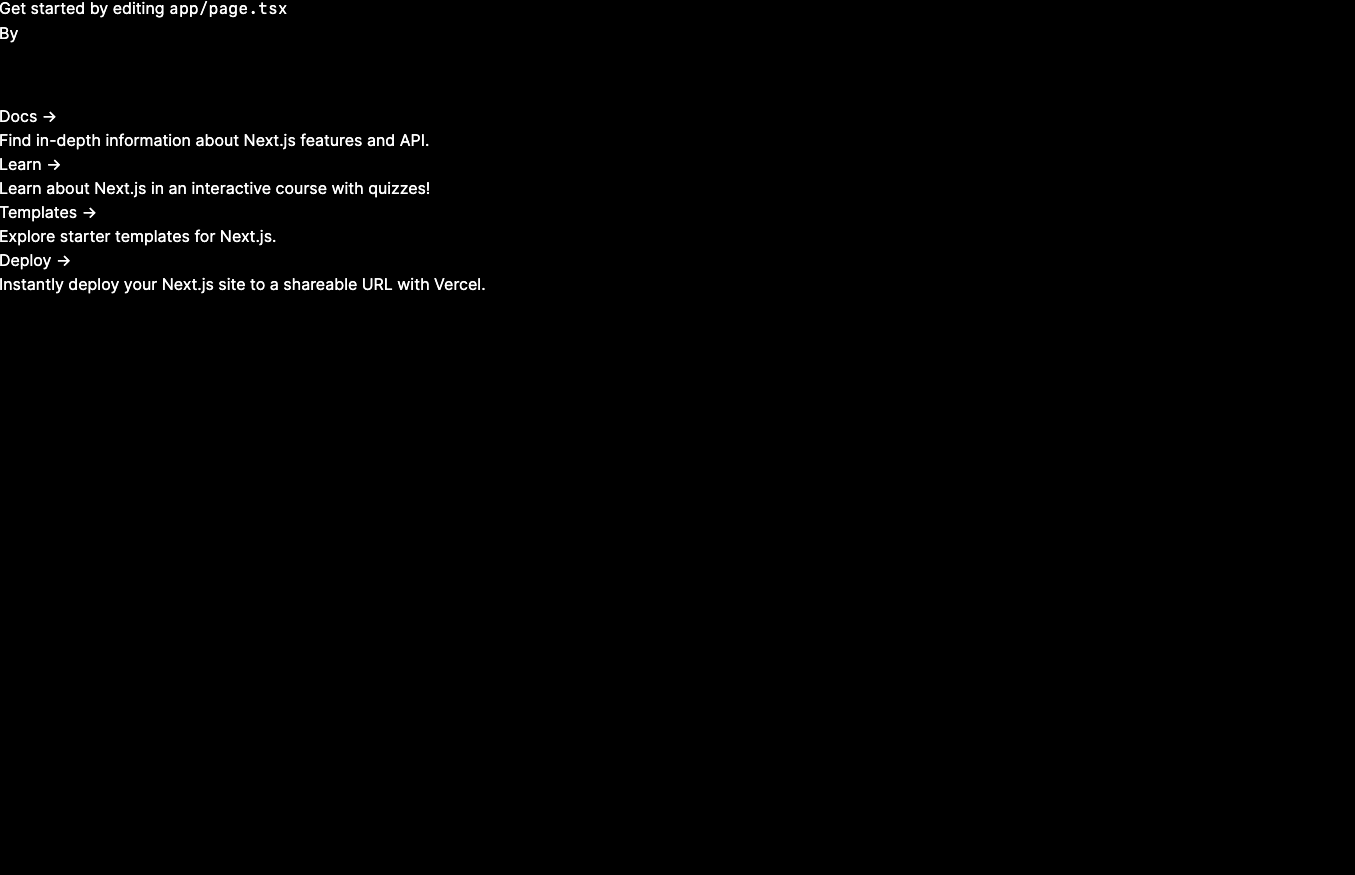 Get started by editing app/page.tsx
By
Docs ->
Find in-depth information about Next.js features and API.
Learn ->
Learn about Next.js in an interactive course with quizzes!
Templates ->
Explore starter templates for Next.js.
Deploy ->
Instantly deploy your Next.js site to a shareable URL with Vercel.